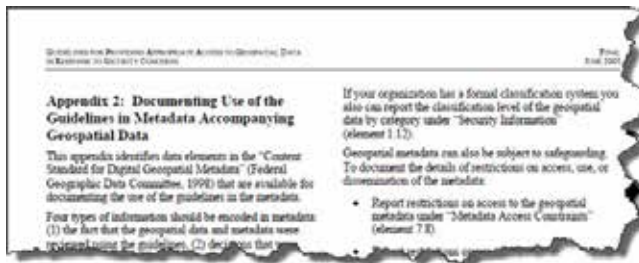 GUIDELINES FOR PROVIDING APPROPRIATE ACCESS TO GEOSPATIAL DATA
IN RESPONSE TO SECURITY CONCERNS
FINAL
JUNE 2005
Appendix 2: Documenting Use of the
Guidelines in Metadata Accompanying
Geospatial Data
This appendix identifies data elements in the “Content
Standard for Digital Geospatial Metadata” (Federal
Geographic Data Committee, 1998) that are available for
documenting the use of the guidelines in the metadata.
Four types of information should be encoded in metadata:
(1) the fact that the geospatial data and metadata were
reviewed using the guidelines, (2) decisions that
If your organization has a formal classification system you
also can report the classification level of the geospatial
data by category under “Security Information”
(element 1.12).
Geospatial metadata can also be subject to safeguarding.
To document the details of restrictions on access, use, or
dissemination of the metadata:
• Report restrictions on access to the geospatial
metadata under “Metadata Access Constraints”
(element 7.8).